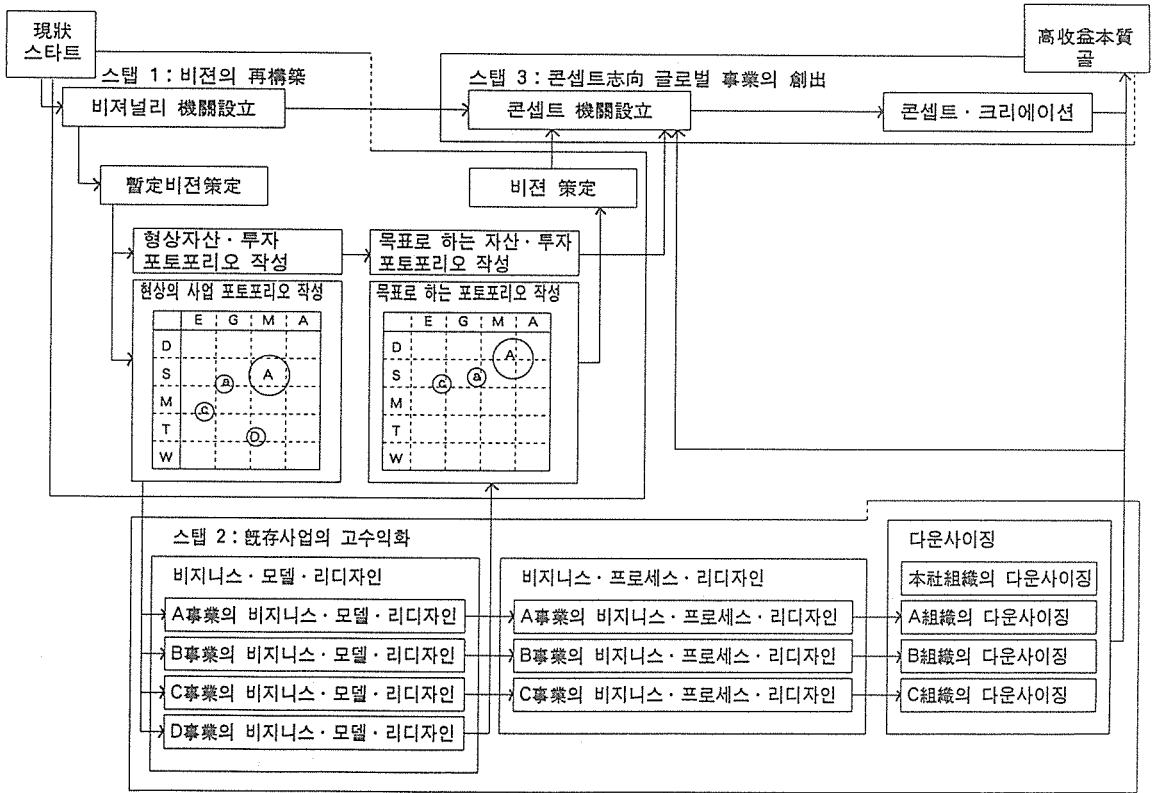 現狀
스타트
高收益本質
골
스탭 1 : 비젼의 再構築
비져널리 機關設立
스탭 3 : 콘셉트志向 글로벌 事業의 創出
콘셉트 機關設立
콘셉트·크리에이션
暫定비젼策定
비젼 策定
형상자산·투자
포토포리오 작성
목표로 하는 자산·투자
포토포리오 작성
현상의 사업 포토포리오 작성
E G M A
D
S
M
T
W
A
a
c
D
목표로 하는 포토포리오 작성
E G M A
D
S
M
T
W
A
a
c
스탭 2 : 旣存사업의 고수익화
비지니스·모델·리디자인
A事業의 비지니스·모델·리디자인
B事業의 비지니스·모델·리디자인
C事業의 비지니스·모델·리디자인
D事業의 비지니스·모델·리디자인
비지니스·프로세스·리디자인
A事業의 비지니스·프로세스·리디자인
B事業의 비지니스·프로세스·리디자인
C事業의 비지니스·프로세스·리디자인
다운사이징
本社組織의 다운사이징
A組織의 다운사이징
B組織의 다운사이징
C組織의 다운사이징